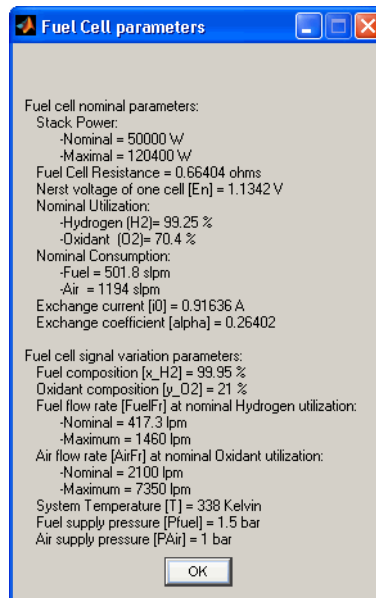 Fuel Cell parameters
Fuel cell nominal parameters:
Stack Power:
-Nominal = 50000 W
-Maximal = 120400 W
Fuel Cell Resistance = 0.66404 ohms
Nerst voltage of one cell [En] = 1.1342 V
Nominal Utilization:
-Hydrogen (H2)= 99.25 %
-Oxidant (O2)= 70.4 %
Nominal Consumption:
-Fuel = 501.8 slpm
-Air = 1194 slpm
Exchange current [i0] = 0.91636 A
Exchange coefficient [alpha] = 0.26402
Fuel cell signal variation parameters:
Fuel composition [x_H2] = 99.95 %
Oxidant composition [y_O2] = 21 %
Fuel flow rate [FuelFr] at nominal Hydrogen utilization:
-Nominal = 417.3 lpm
-Maximum = 1460 lpm
Air flow rate [AirFr] at nominal Oxidant utilization:
-Nominal = 2100 lpm
-Maximum = 7350 lpm
System Temperature [T] = 338 Kelvin
Fuel supply pressure [Pfuel] = 1.5 bar
Air supply pressure [PAir] = 1 bar
OK